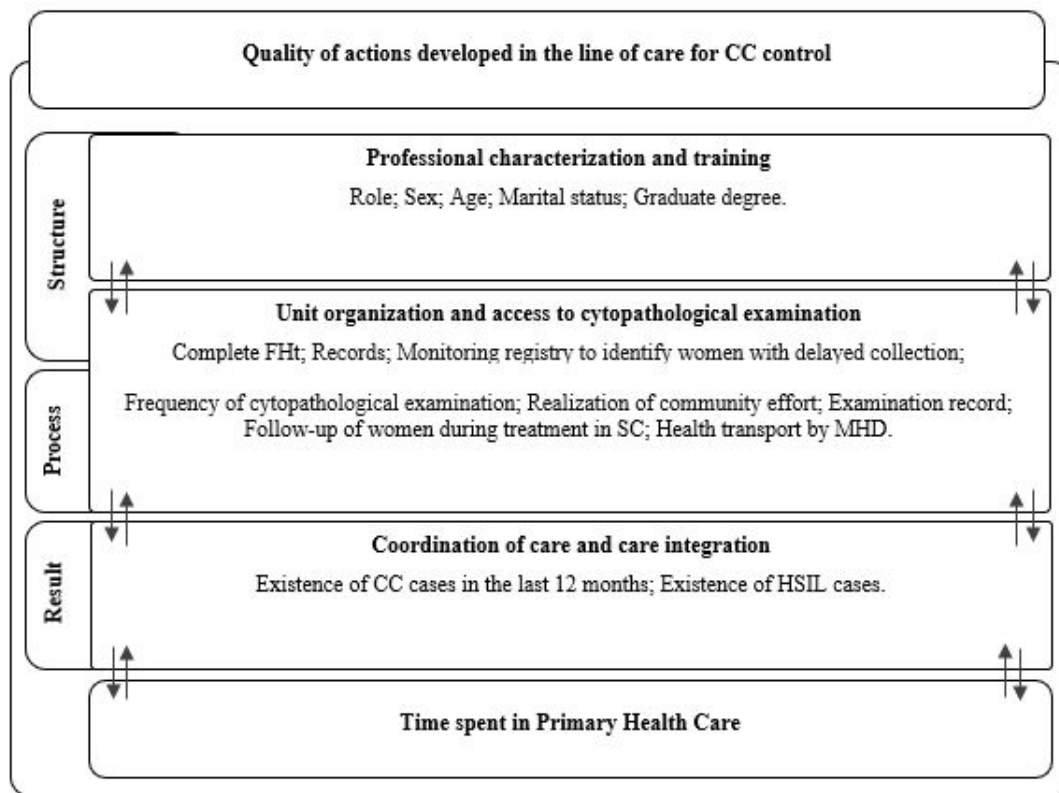 Quality of actions developed in the line of care for CC control
Structure
Professional characterization and training
Role; Sex; Age; Marital status; Graduate degree.
Unit organization and access to cytopathological examination
Complete FHt; Records; Monitoring registry to identify women with delayed collection;
Process
Frequency of cytopathological examination; Realization of community effort; Examination record;
Follow-up of women during treatment in SC; Health transport by MHD.
Result
Coordination of care and care integration
Existence of CC cases in the last 12 months; Existence of HSIL cases.
Time spent in Primary Health Care